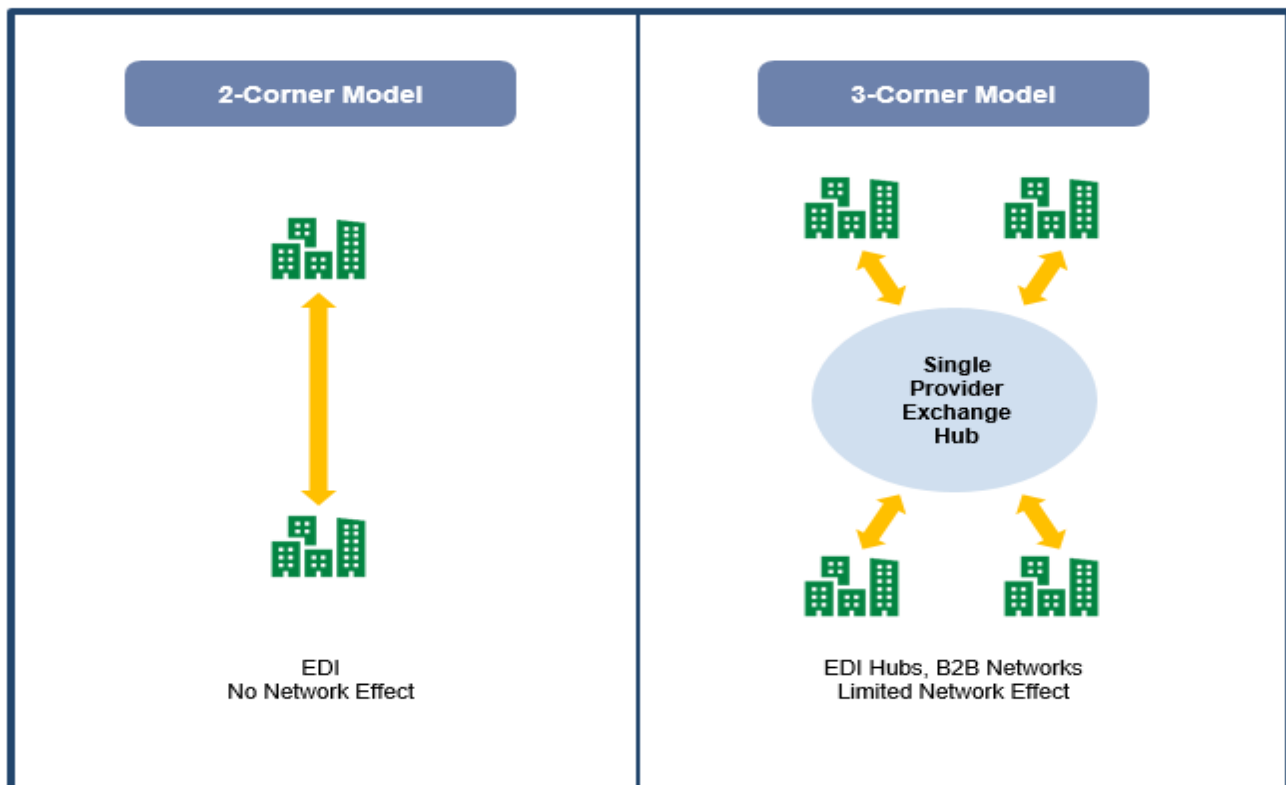 2-Corner Model
3-Corner Model
Single
Provider
Exchange
Hub
EDI
No Network Effect
EDI Hubs, B2B Networks
Limited Network Effect